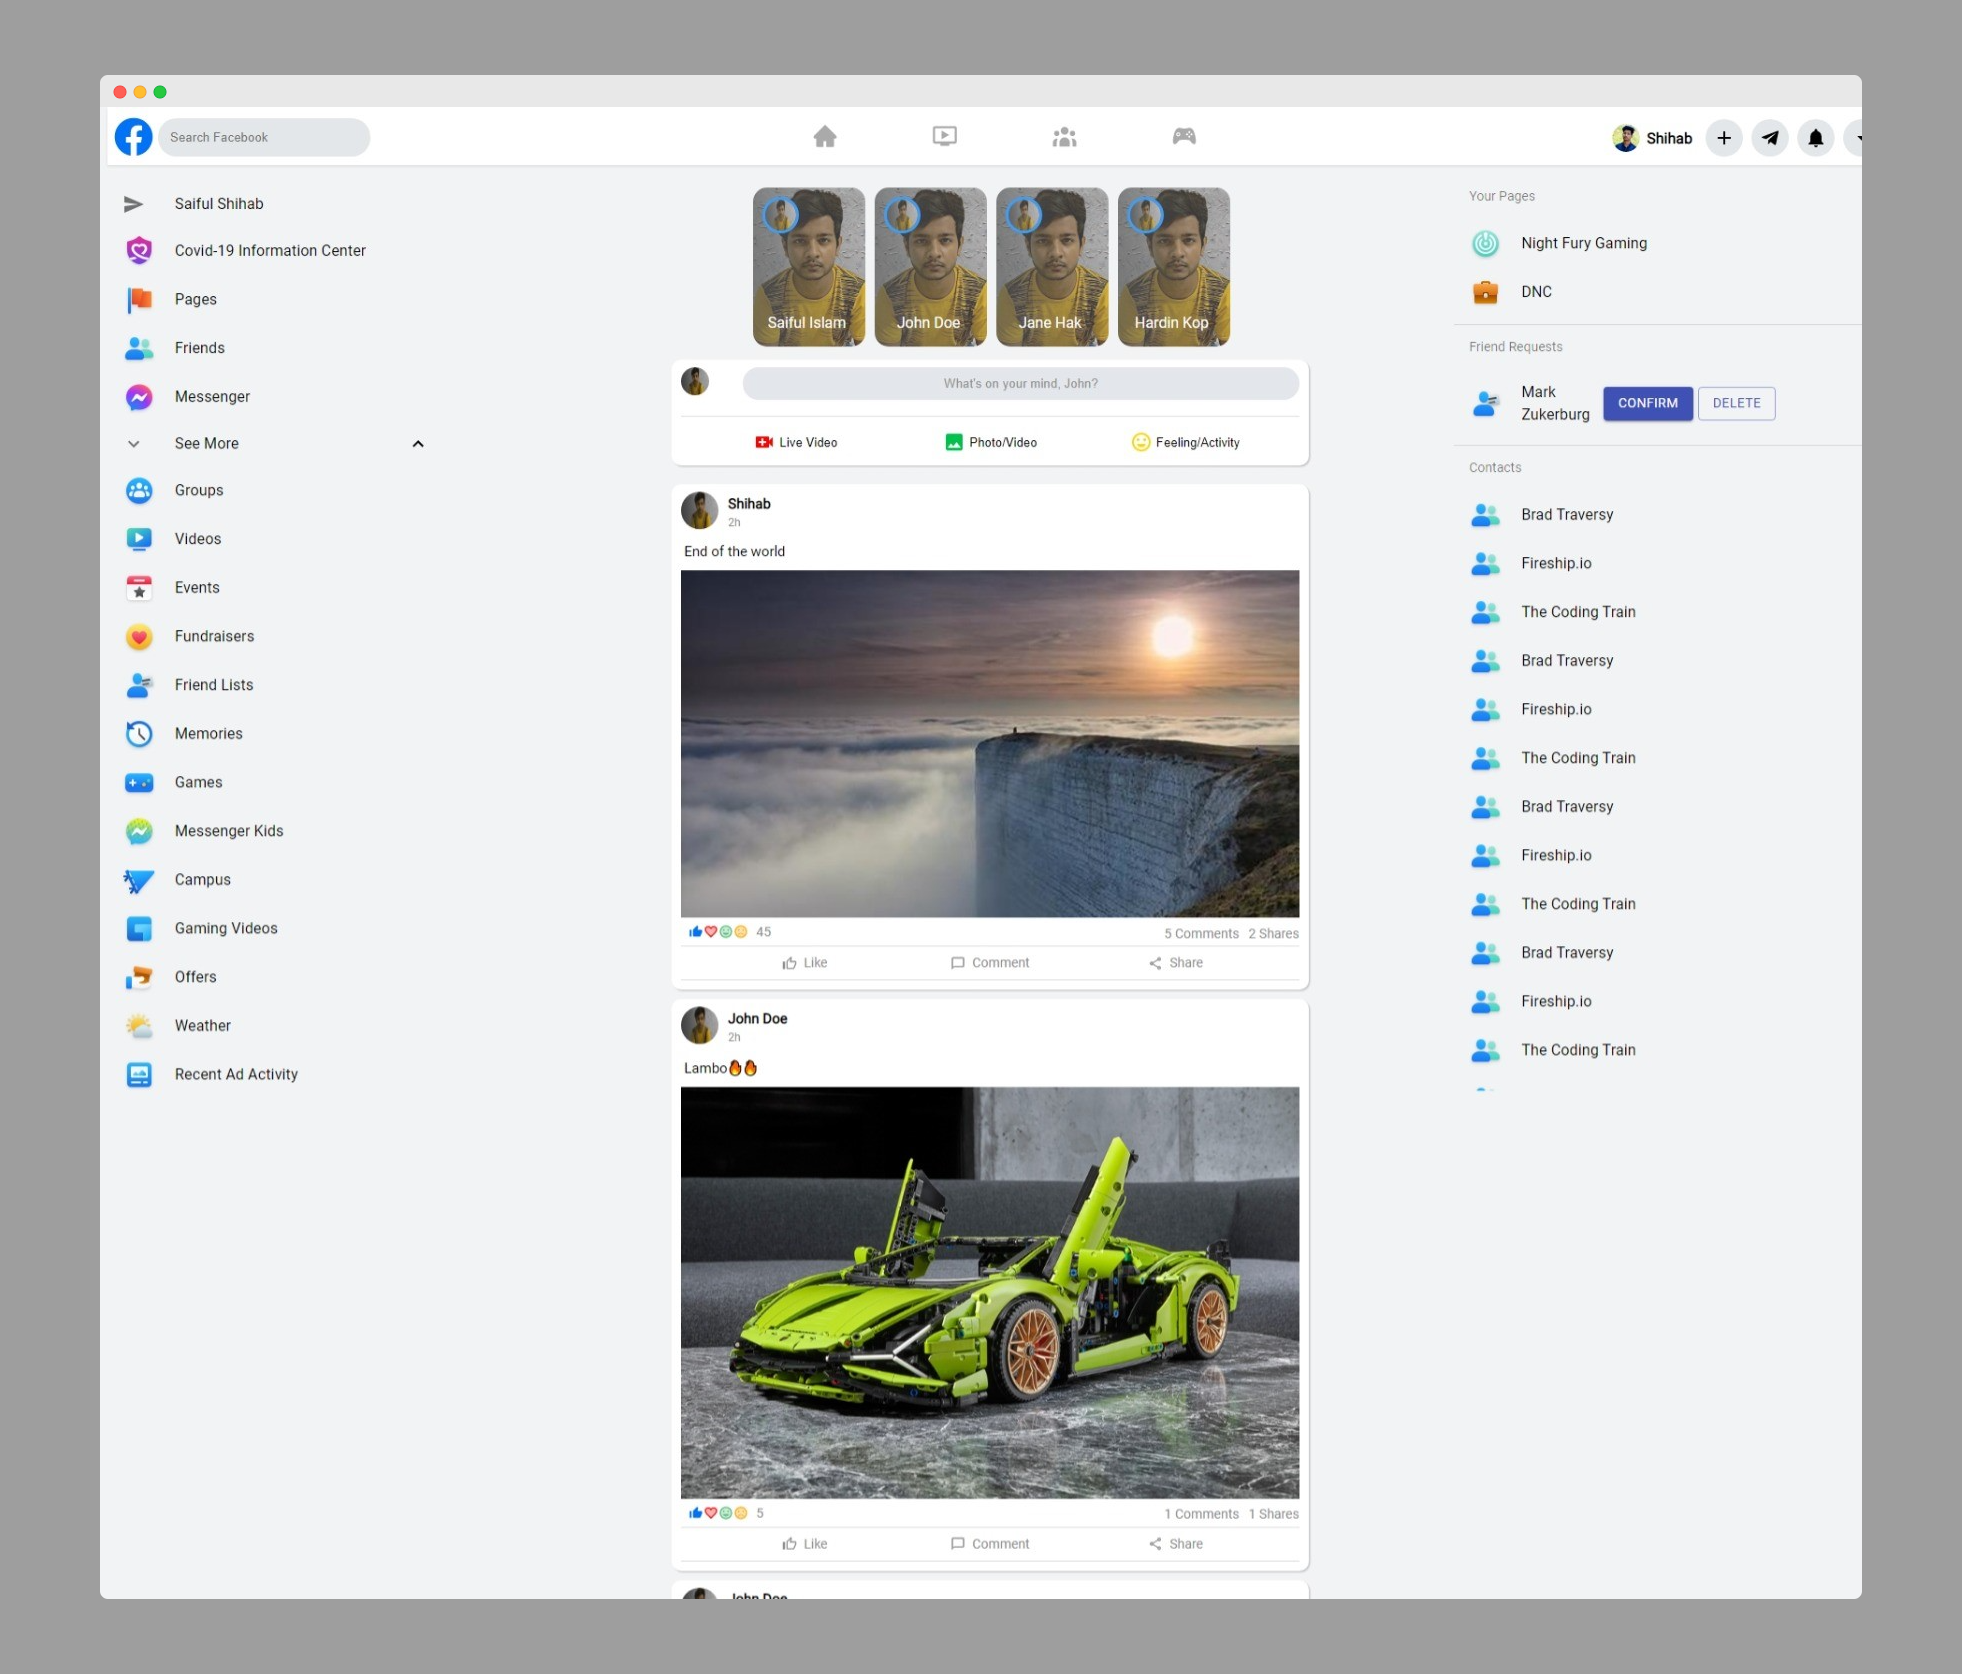 Search Facebook
Shihab
Saiful Shihab
Covid-19 Information Center
Pages
Friends
Messenger
See More
Groups
Videos
Events
Fundraisers
Friend Lists
Memories
Games
Messenger Kids
Campus
Gaming Videos
Offers
Weather
Recent Ad Activity
Saiful Islam
John Doe
Jane Hak
Hardin Kop
What's on your mind, John?
Live Video
Photo/Video
Feeling/Activity
Shihab
2h
End of the world
45
5 Comments 2 Shares
Like
Comment
Share
John Doe
2h
Lambo🔥🔥
5
1 Comments 1 Shares
Like
Comment
Share
John Doe
Your Pages
Night Fury Gaming
DNC
Friend Requests
Mark
Zukerburg
CONFIRM
DELETE
Contacts
Brad Traversy
Fireship.io
The Coding Train
Brad Traversy
Fireship.io
The Coding Train
Brad Traversy
Fireship.io
The Coding Train
Brad Traversy
Fireship.io
The Coding Train